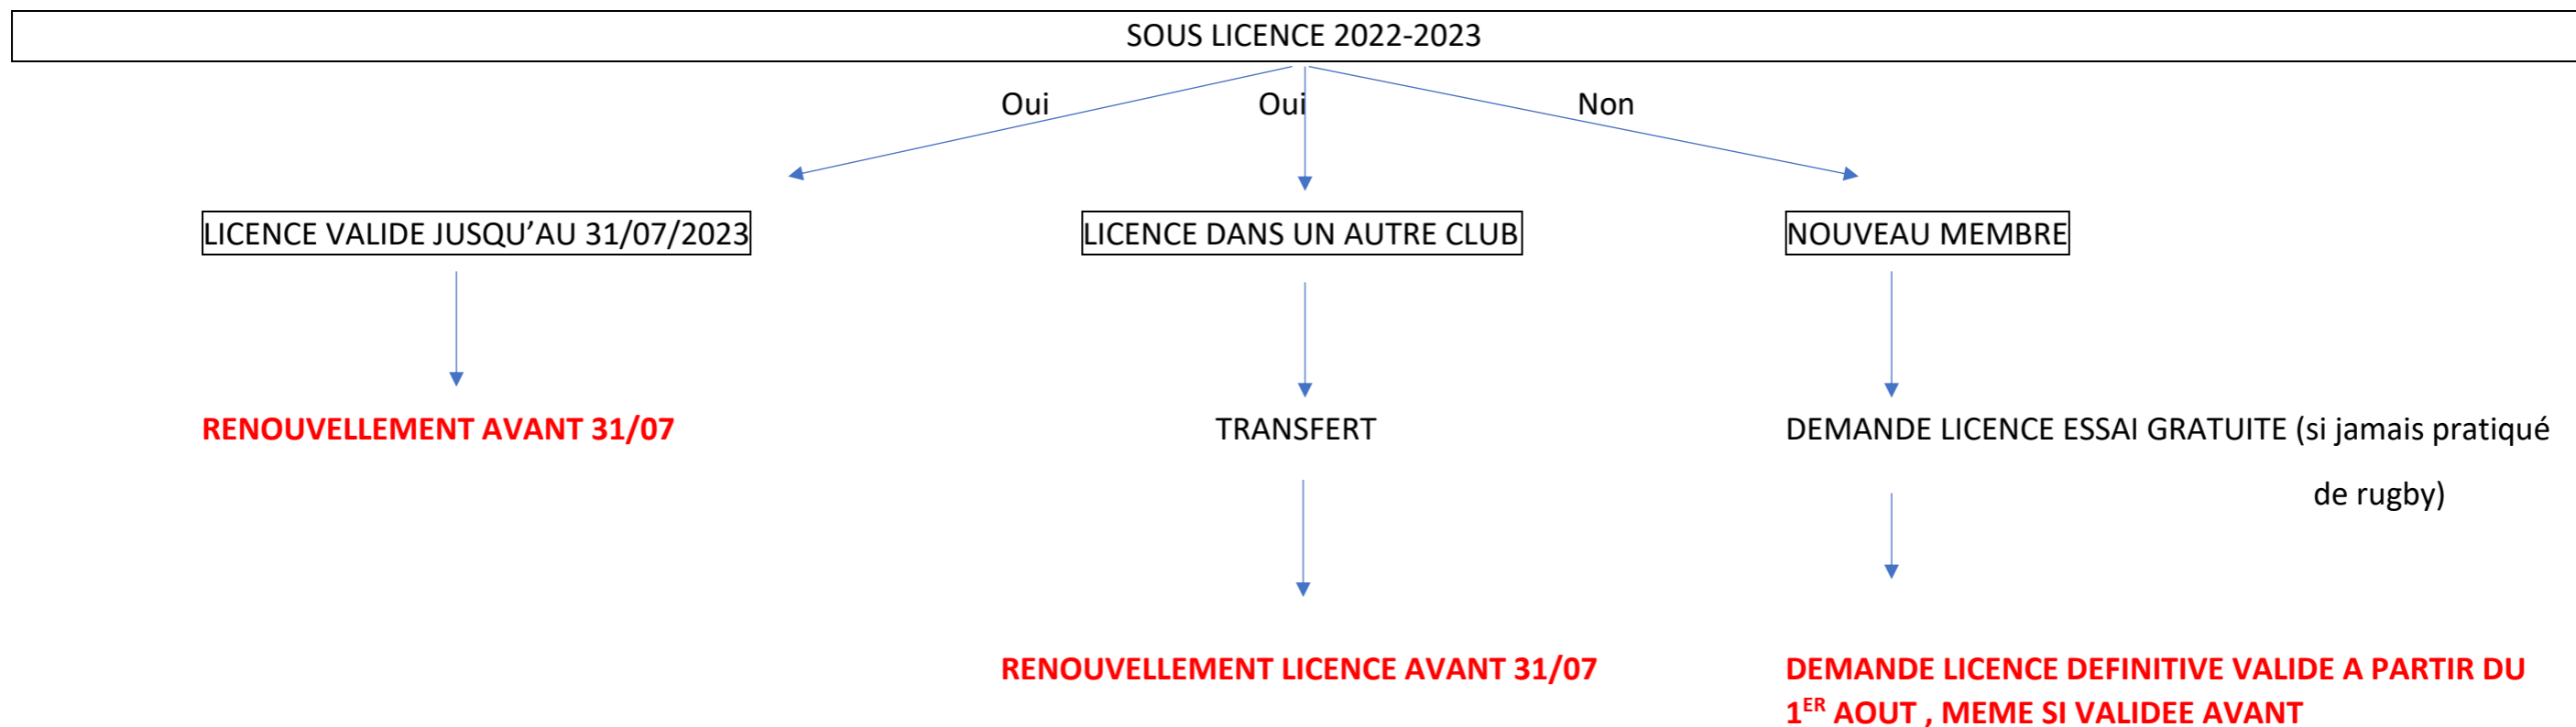 SOUS LICENCE 2022-2023
Oui
Oui
Non
LICENCE VALIDE JUSQU’AU 31/07/2023
LICENCE DANS UN AUTRE CLUB
NOUVEAU MEMBRE
RENOUVELLEMENT AVANT 31/07
TRANSFERT
DEMANDE LICENCE ESSAI GRATUITE (si jamais pratiqué
de rugby)
RENOUVELLEMENT LICENCE AVANT 31/07
DEMANDE LICENCE DEFINITIVE VALIDE A PARTIR DU
1ER AOUT , MEME SI VALIDEE AVANT